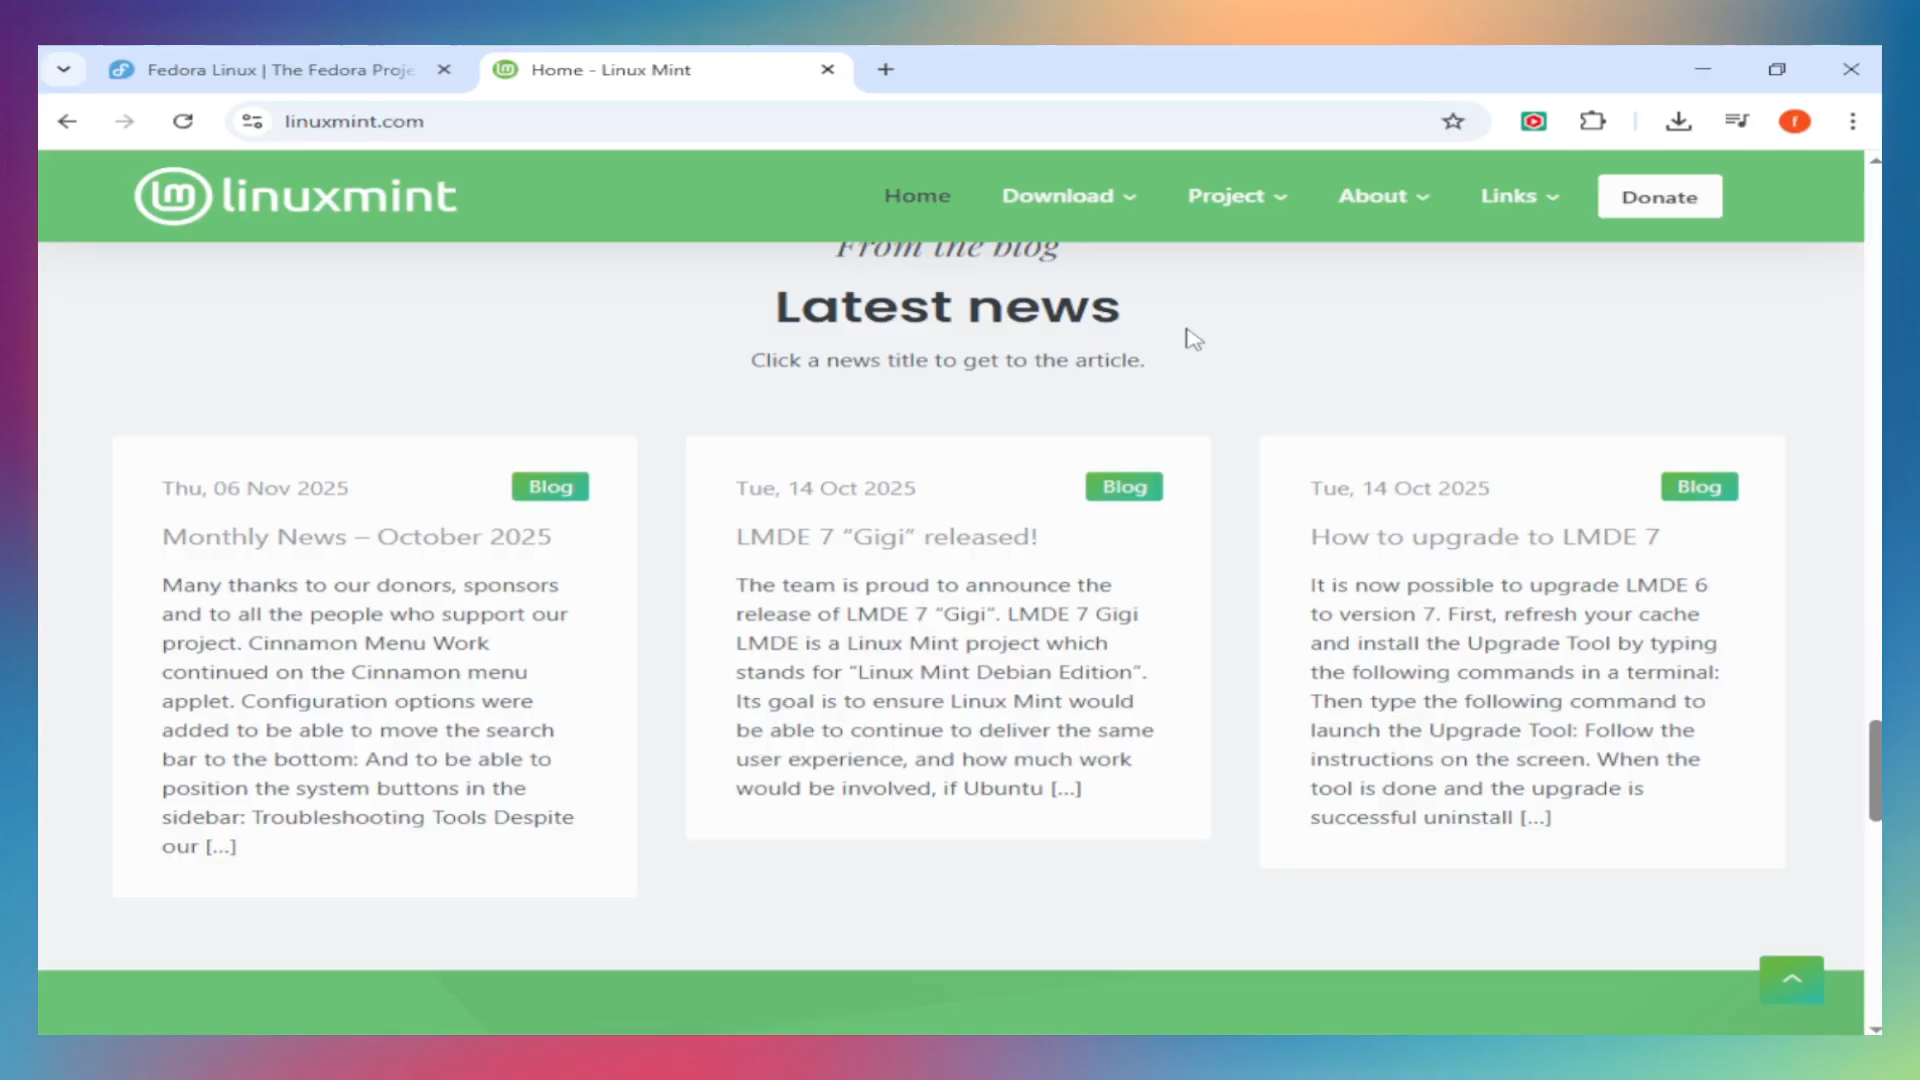 Fedora Linux | The Fedora Proje
Home - Linux Mint
linuxmint.com
f
lm linuxmint
Home
Download
Project
About
Links
Donate
From the blog
Latest news
Click a news title to get to the article.
Thu, 06 Nov 2025
Blog
Monthly News – October 2025
Many thanks to our donors, sponsors
and to all the people who support our
project. Cinnamon Menu Work
continued on the Cinnamon menu
applet. Configuration options were
added to be able to move the search
bar to the bottom: And to be able to
position the system buttons in the
sidebar: Troubleshooting Tools Despite
our [...]
Tue, 14 Oct 2025
Blog
LMDE 7 “Gigi” released!
The team is proud to announce the
release of LMDE 7 “Gigi”. LMDE 7 Gigi
LMDE is a Linux Mint project which
stands for “Linux Mint Debian Edition”.
Its goal is to ensure Linux Mint would
be able to continue to deliver the same
user experience, and how much work
would be involved, if Ubuntu [...]
Tue, 14 Oct 2025
Blog
How to upgrade to LMDE 7
It is now possible to upgrade LMDE 6
to version 7. First, refresh your cache
and install the Upgrade Tool by typing
the following commands in a terminal:
Then type the following command to
launch the Upgrade Tool: Follow the
instructions on the screen. When the
tool is done and the upgrade is
successful uninstall [...]